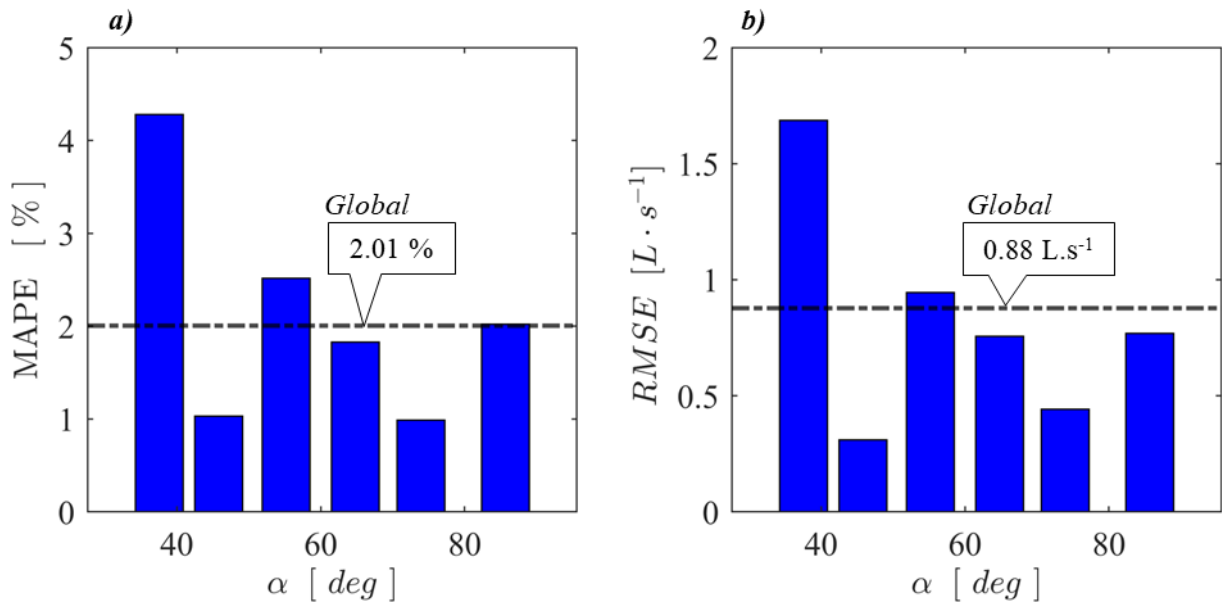 a)
MAPE [ % ]
5
4
3
2
1
0
Global
2.01 %
40
60
80
α [ deg ]
b)
RMSE [L · s⁻¹]
2
1.5
1
0.5
0
Global
0.88 L.s⁻¹
40
60
80
α [ deg ]